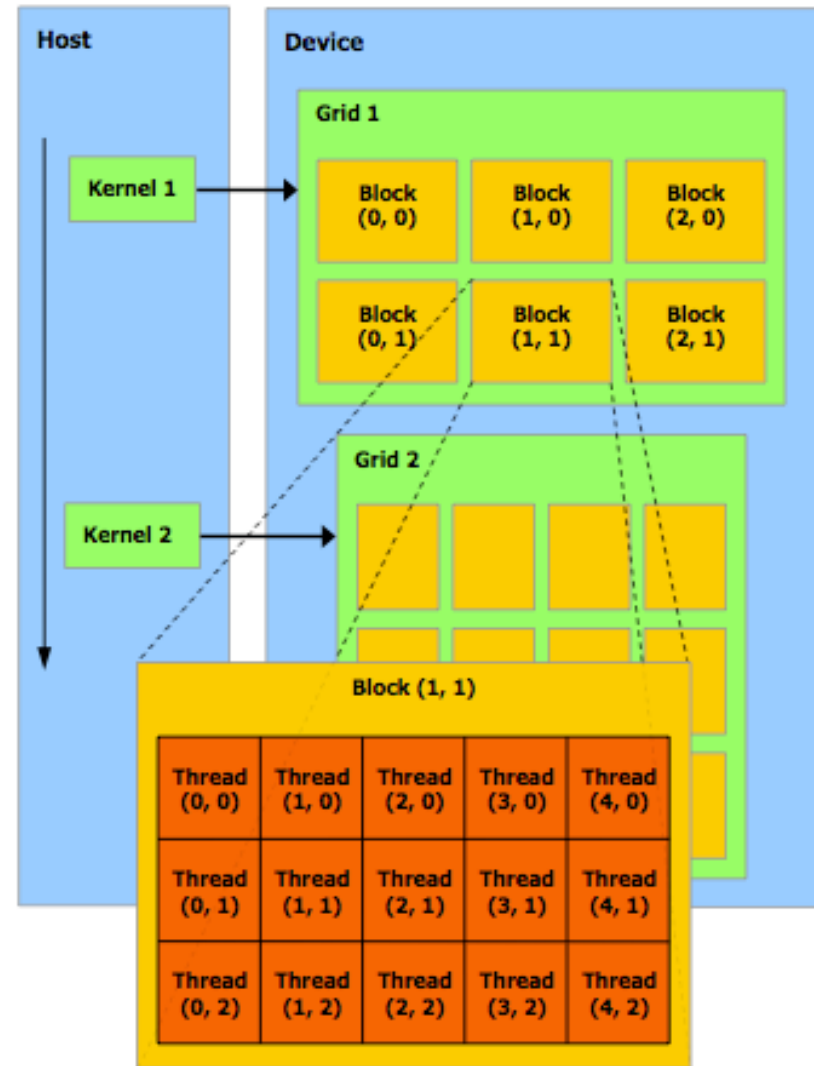 Host
Device
Grid 1
Kernel 1
Block
(0, 0)
Block
(1, 0)
Block
(2, 0)
Block
(0, 1)
Block
(1, 1)
Block
(2, 1)
Grid 2
Kernel 2
Block (1, 1)
Thread
(0, 0)
Thread
(1, 0)
Thread
(2, 0)
Thread
(3, 0)
Thread
(4, 0)
Thread
(0, 1)
Thread
(1, 1)
Thread
(2, 1)
Thread
(3, 1)
Thread
(4, 1)
Thread
(0, 2)
Thread
(1, 2)
Thread
(2, 2)
Thread
(3, 2)
Thread
(4, 2)